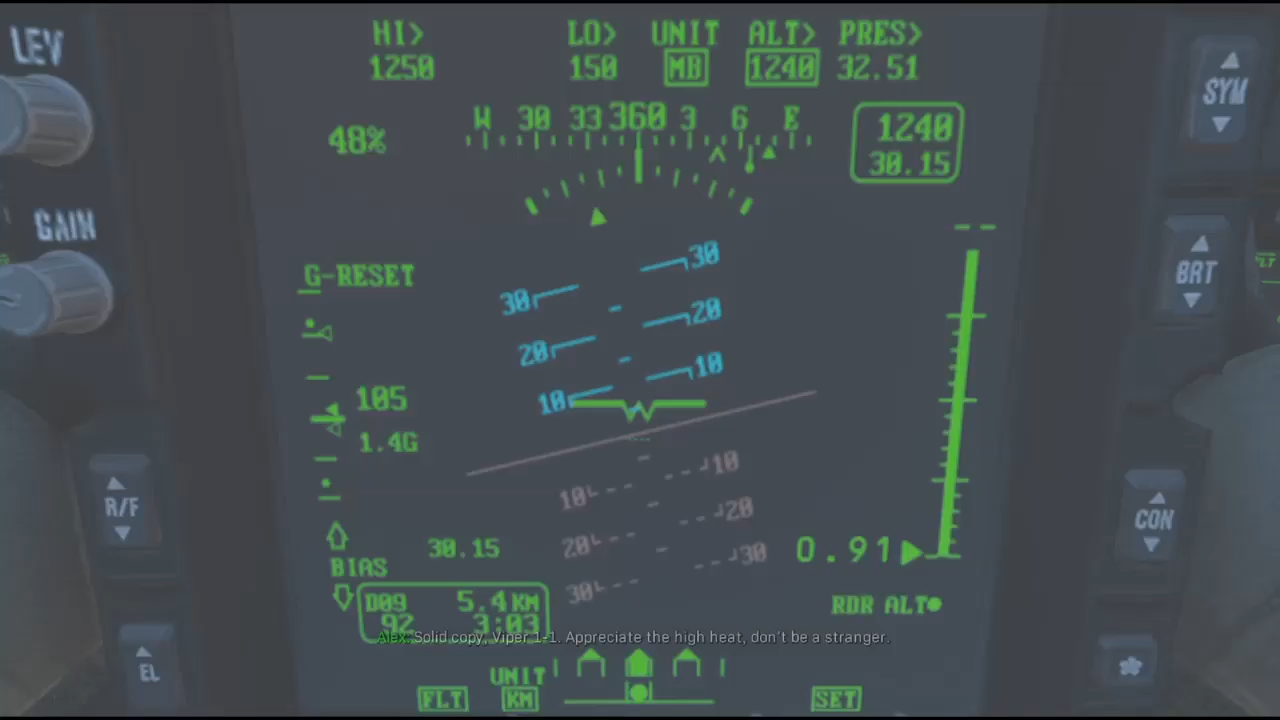 LEV
HI> LO> UNIT ALT> PRES>
1250 150 MB 1240 32.51
SYM
W 30 33 360 3 6 E
48%
1240
30.15
GAIN
30
G-RESET
30
BRT
20
20
10
105
10
1.4G
10
10
R/F
20
CON
30.15
20
0.91
30
BIAS
30
D09 5.4KM
92 3:03
RDR ALT
Alex: Solid copy, Viper 1-1. Appreciate the high heat, don't be a stranger.
EL
UNIT
FLT KM SET